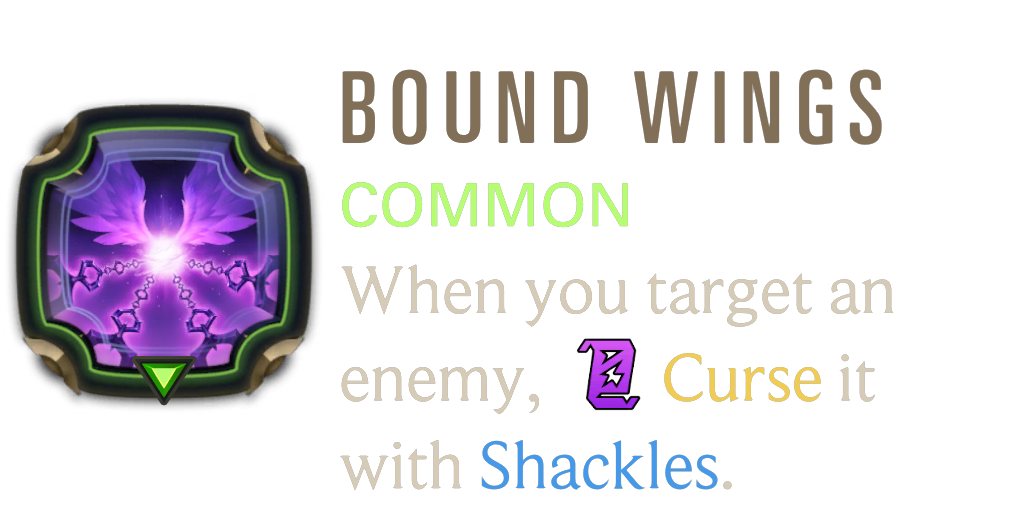 BOUND WINGS
COMMON
When you target an
enemy, Curse it
with Shackles.